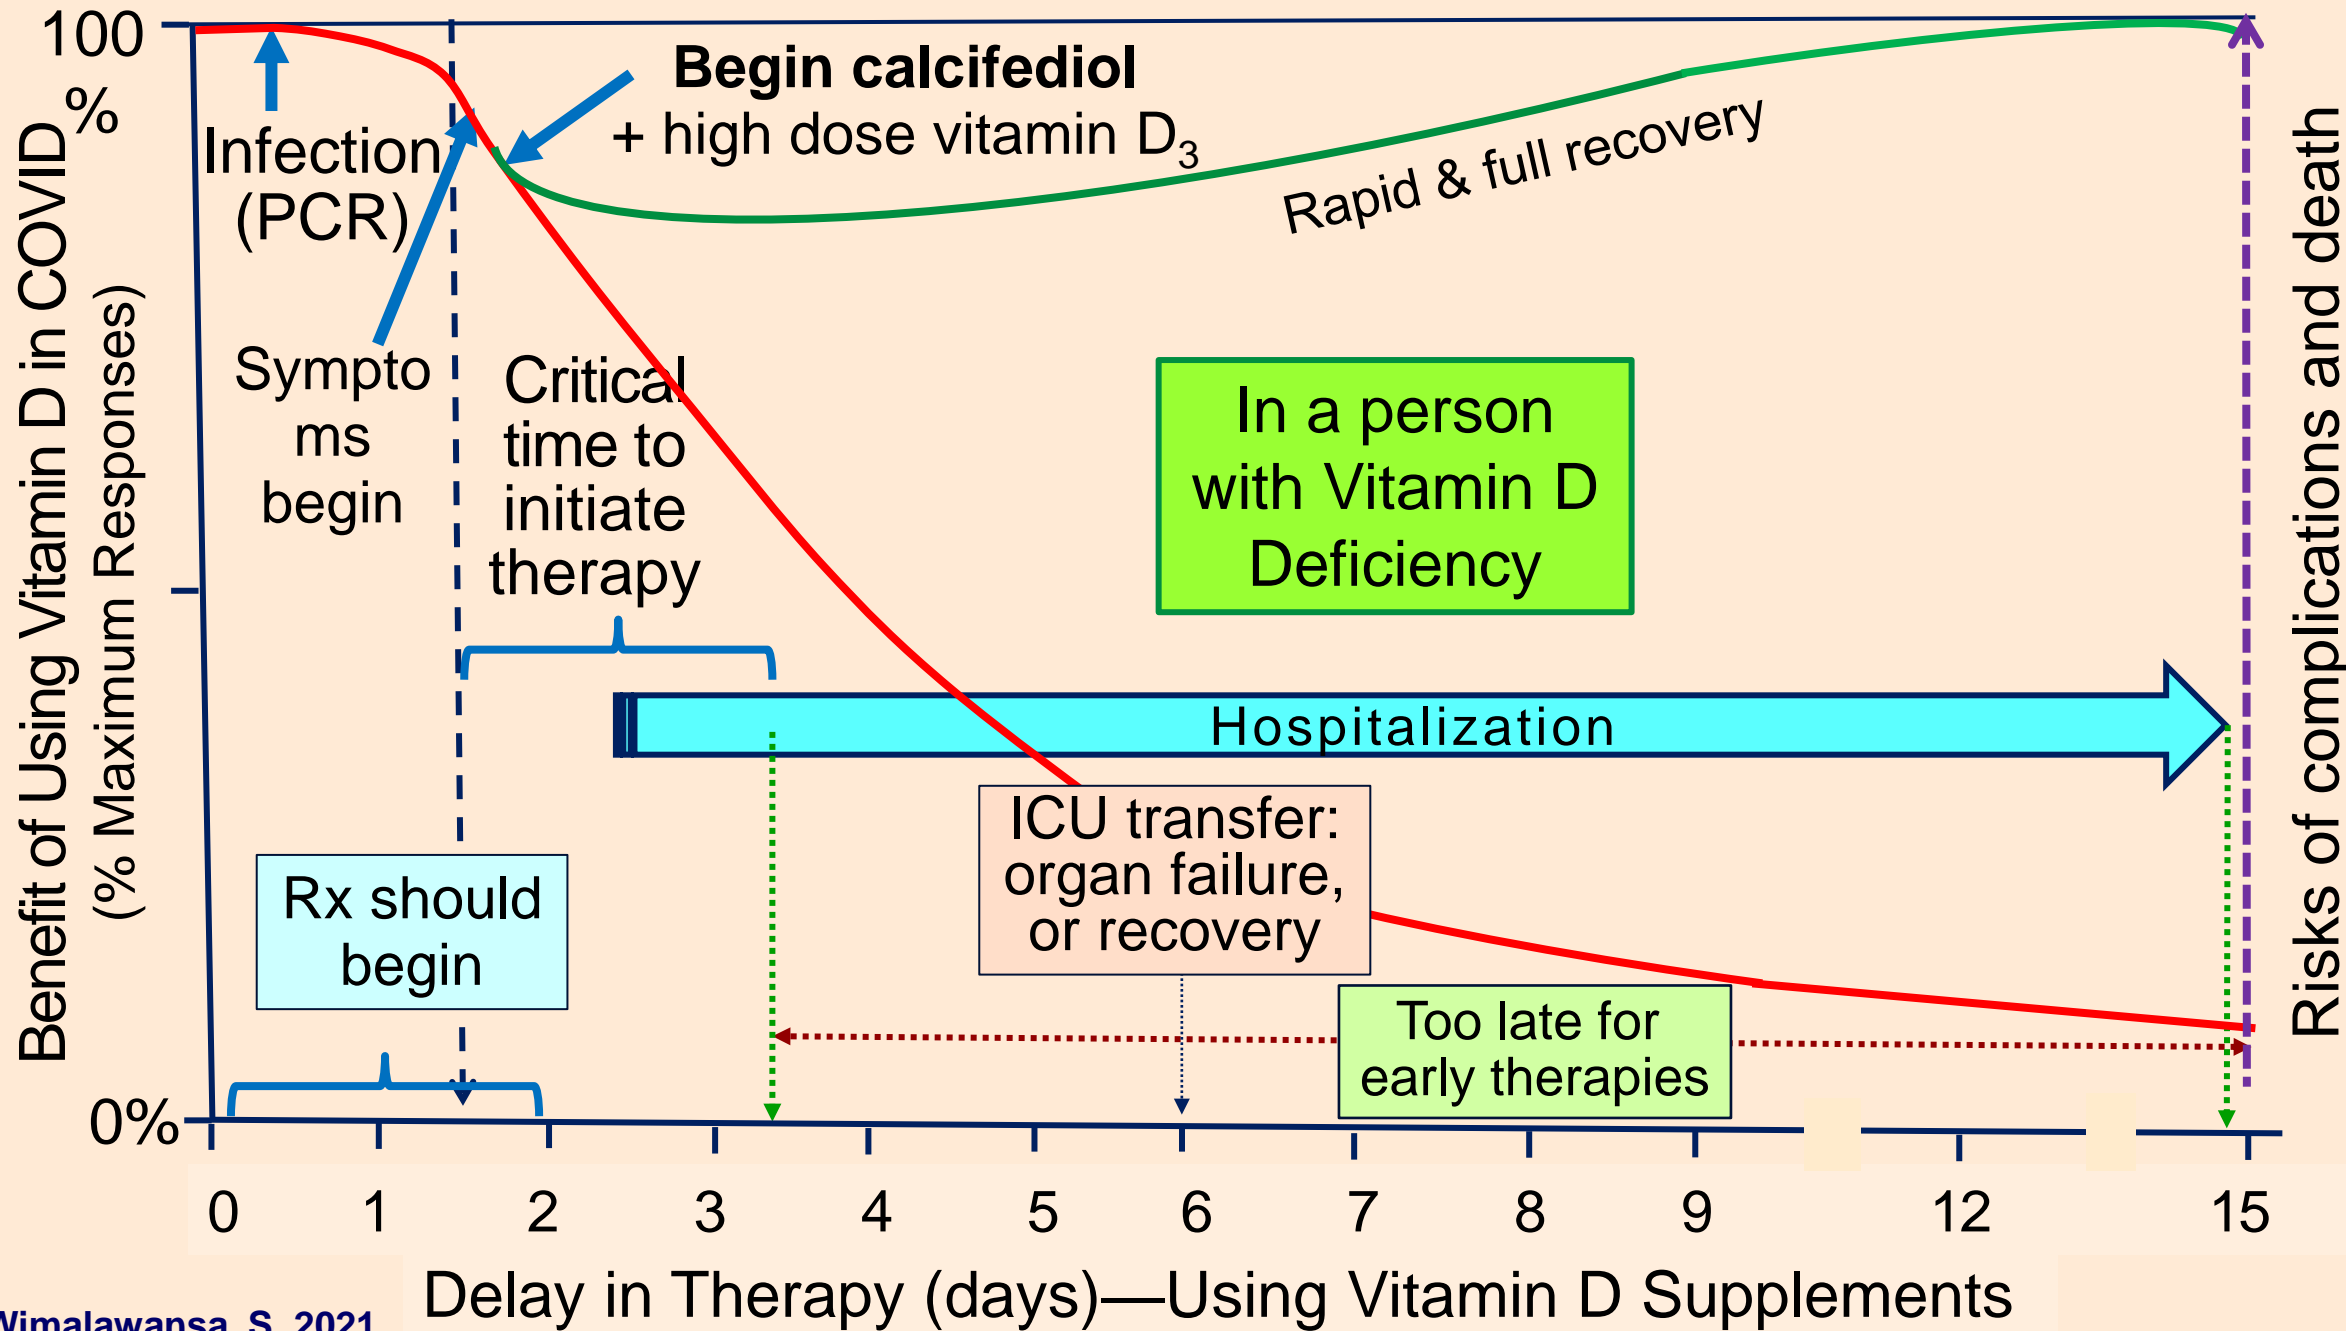 100
%
Begin calcifediol
+ high dose vitamin D3
Infection
(PCR)
Rapid & full recovery
Benefit of Using Vitamin D in COVID
(% Maximum Responses)
Risks of complications and death
Sympto
ms
begin
Critical
time to
initiate
therapy
In a person
with Vitamin D
Deficiency
Hospitalization
ICU transfer:
organ failure,
or recovery
Rx should
begin
Too late for
early therapies
0%
0 1 2 3 4 5 6 7 8 9 12 15
Delay in Therapy (days)—Using Vitamin D Supplements
Wimalawansa, S. 2021